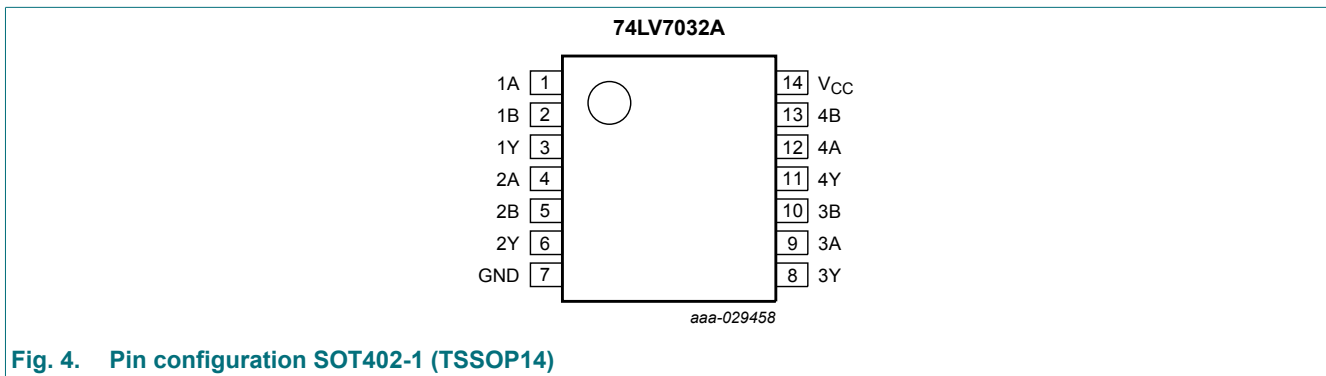 74LV7032A
1A 1 14 VCC
1B 2 13 4B
1Y 3 12 4A
2A 4 11 4Y
2B 5 10 3B
2Y 6 9 3A
GND 7 8 3Y
aaa-029458
Fig. 4. Pin configuration SOT402-1 (TSSOP14)